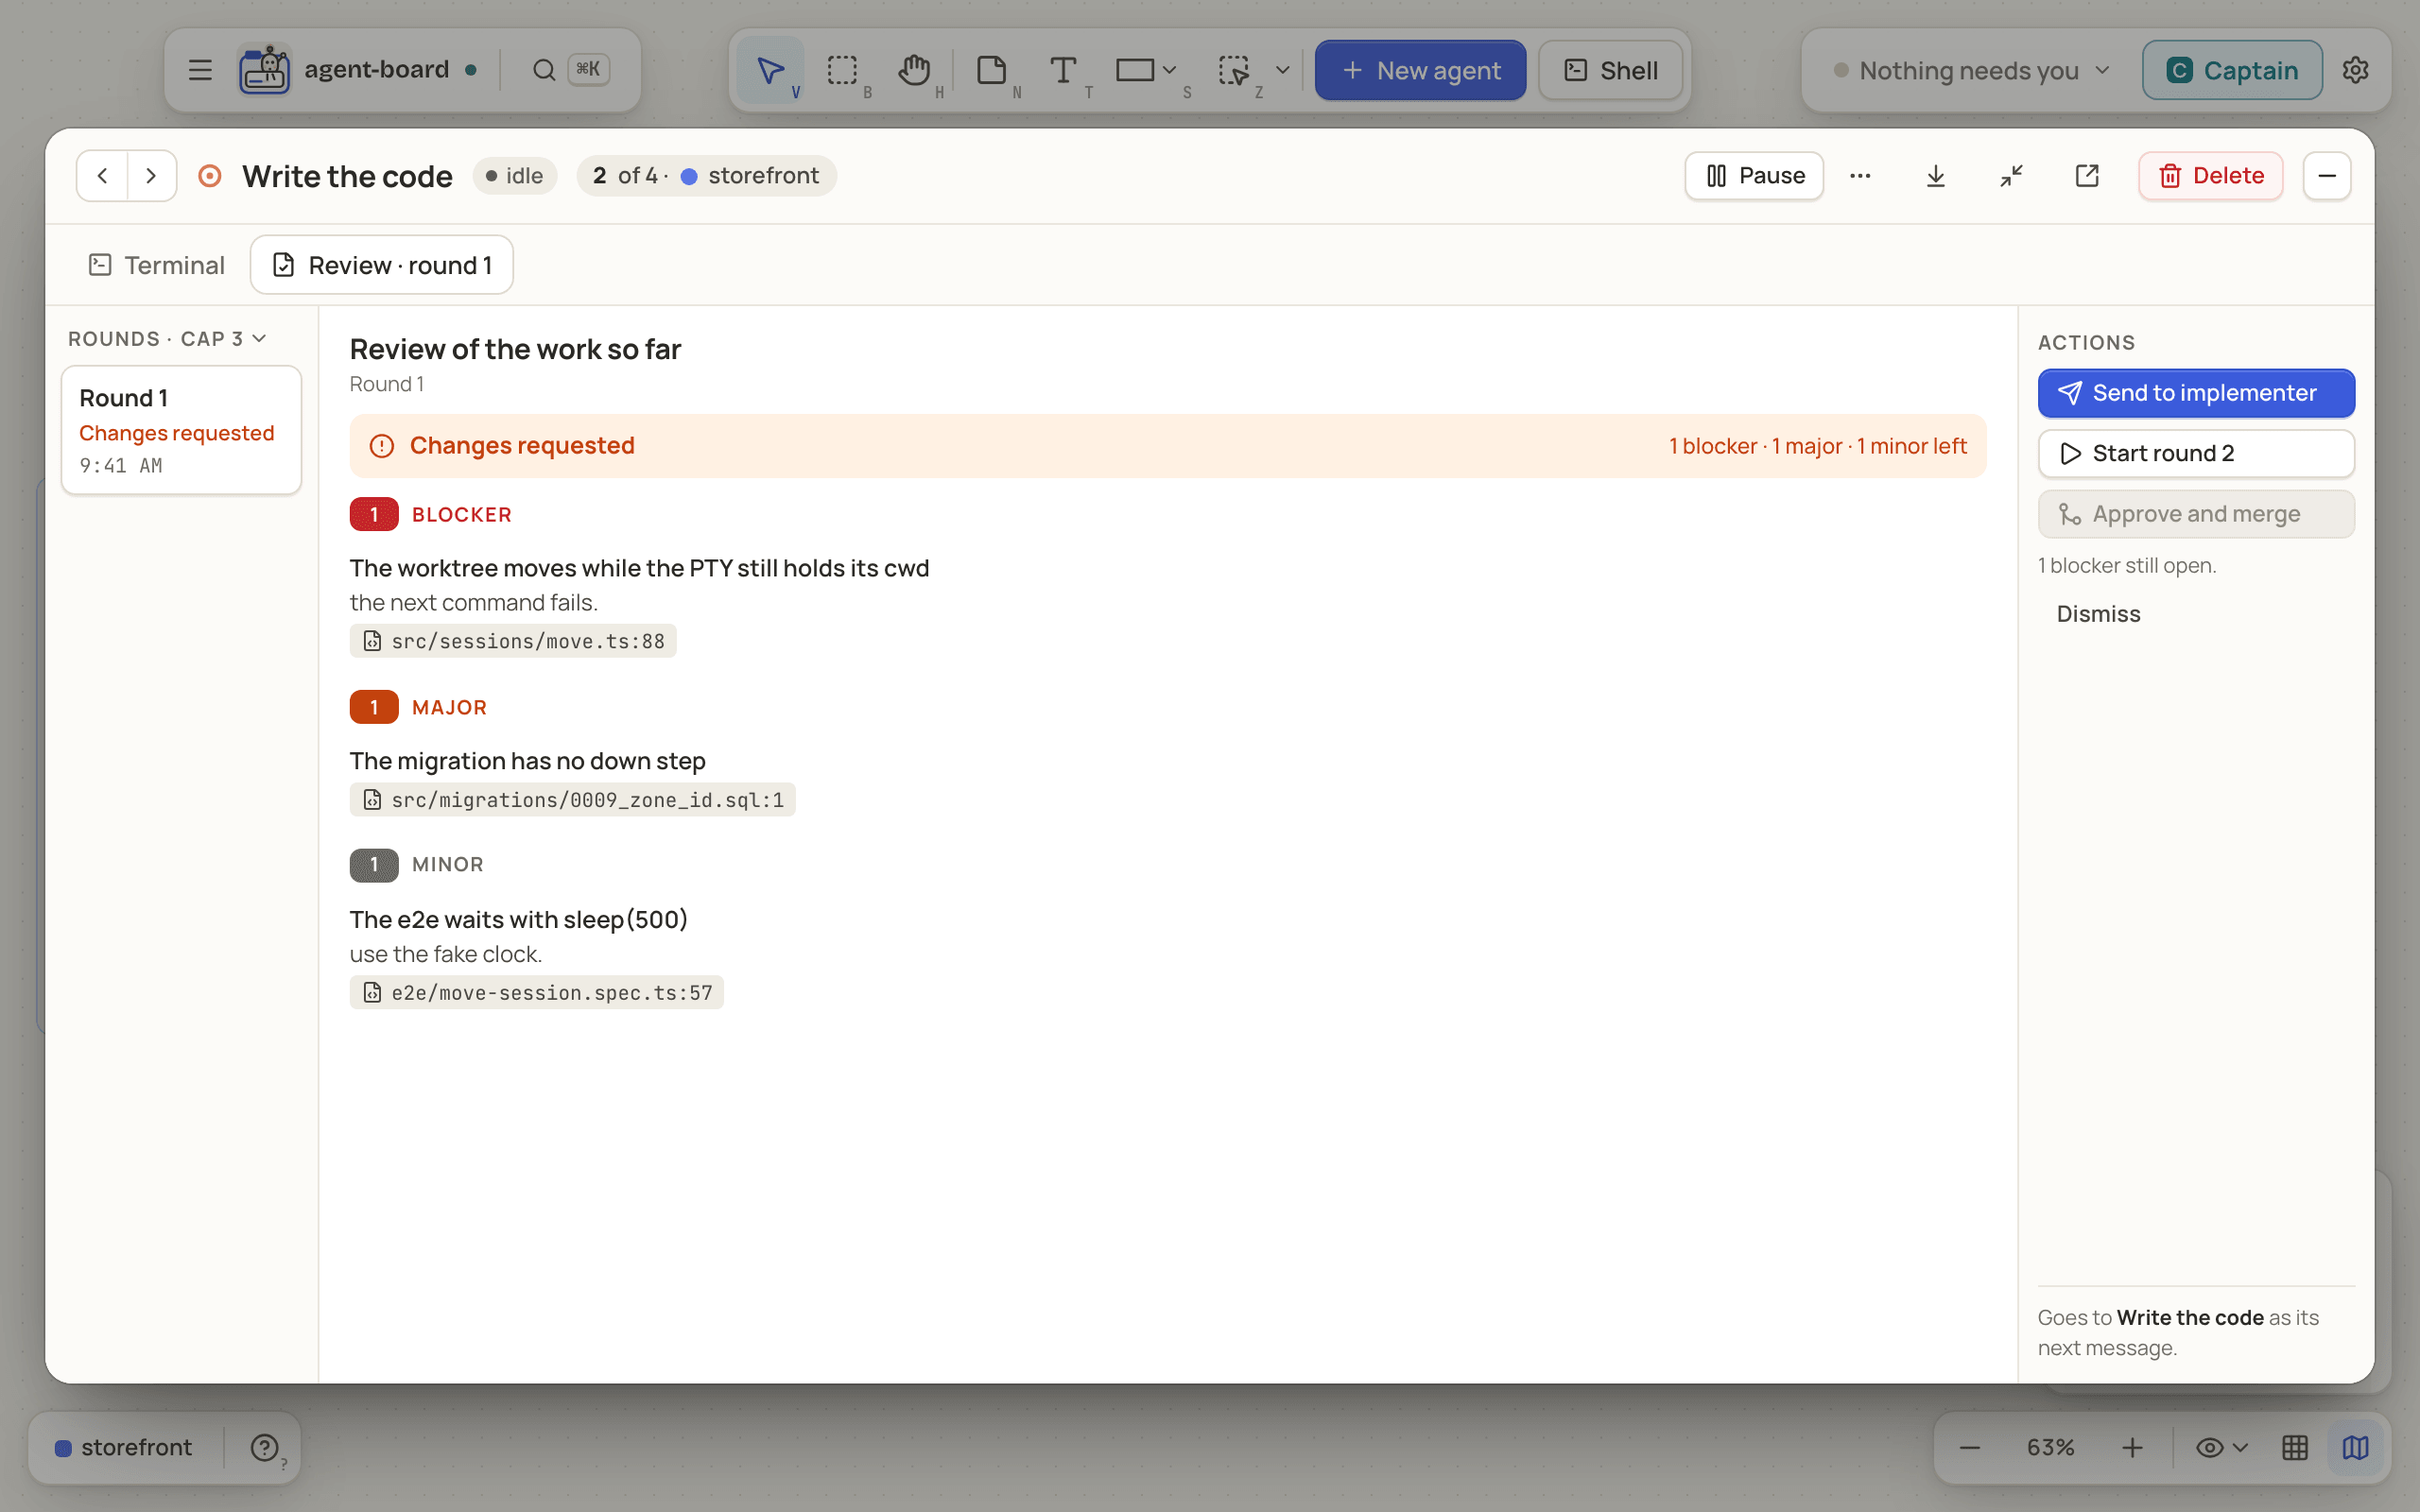 agent-board
⌘K
V
B
H
N
T
S
Z
New agent
Shell
Nothing needs you
C Captain
Write the code
idle
2 of 4 · storefront
Pause
Delete
Terminal
Review · round 1
ROUNDS · CAP 3
Round 1
Changes requested
9:41 AM
Review of the work so far
Round 1
Changes requested
1 blocker · 1 major · 1 minor left
1 BLOCKER
The worktree moves while the PTY still holds its cwd
the next command fails.
src/sessions/move.ts:88
1 MAJOR
The migration has no down step
src/migrations/0009_zone_id.sql:1
1 MINOR
The e2e waits with sleep(500)
use the fake clock.
e2e/move-session.spec.ts:57
ACTIONS
Send to implementer
Start round 2
Approve and merge
1 blocker still open.
Dismiss
Goes to Write the code as its
next message.
storefront
?
63%